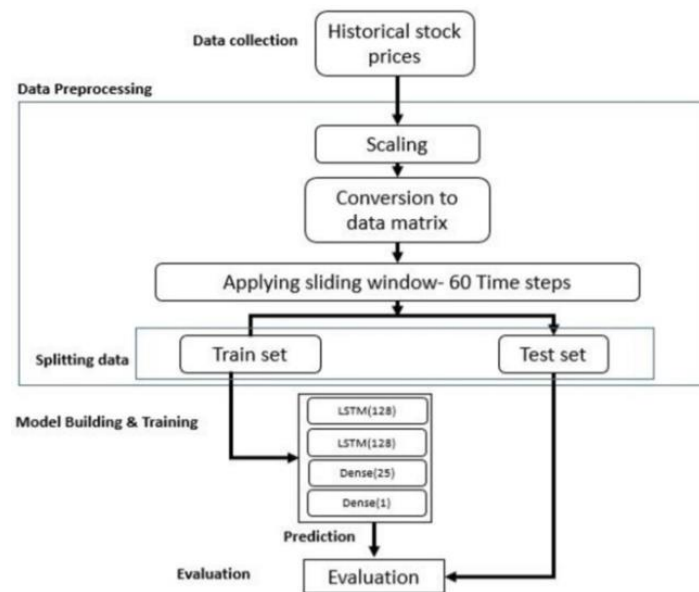 Data collection
Historical stock
prices
Data Preprocessing
Scaling
Conversion to
data matrix
Applying sliding window- 60 Time steps
Splitting data
Train set
Test set
Model Building & Training
LSTM(128)
LSTM(128)
Dense(25)
Dense(1)
Prediction
Evaluation
Evaluation